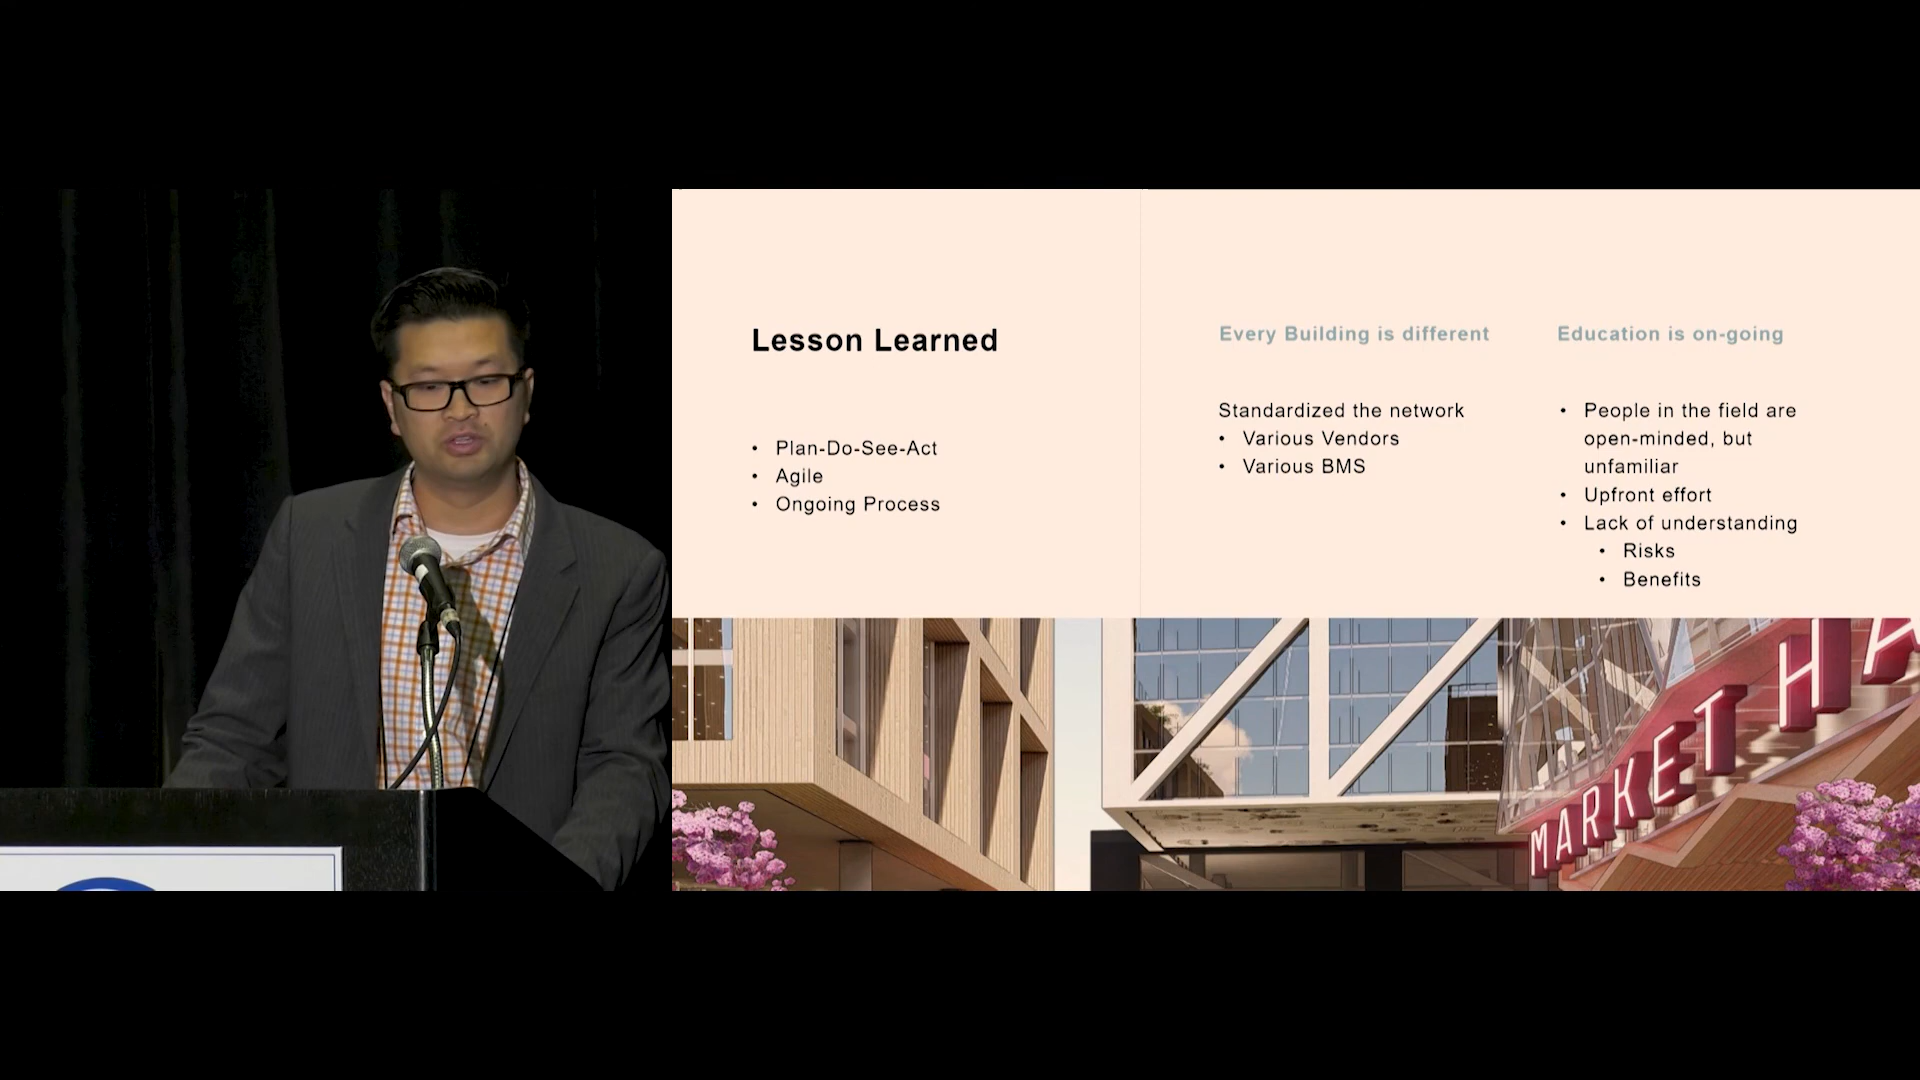 Lesson Learned
• Plan-Do-See-Act
• Agile
• Ongoing Process
Every Building is different
Standardized the network
• Various Vendors
• Various BMS
Education is on-going
• People in the field are
open-minded, but
unfamiliar
• Upfront effort
• Lack of understanding
• Risks
• Benefits
MARKET HA